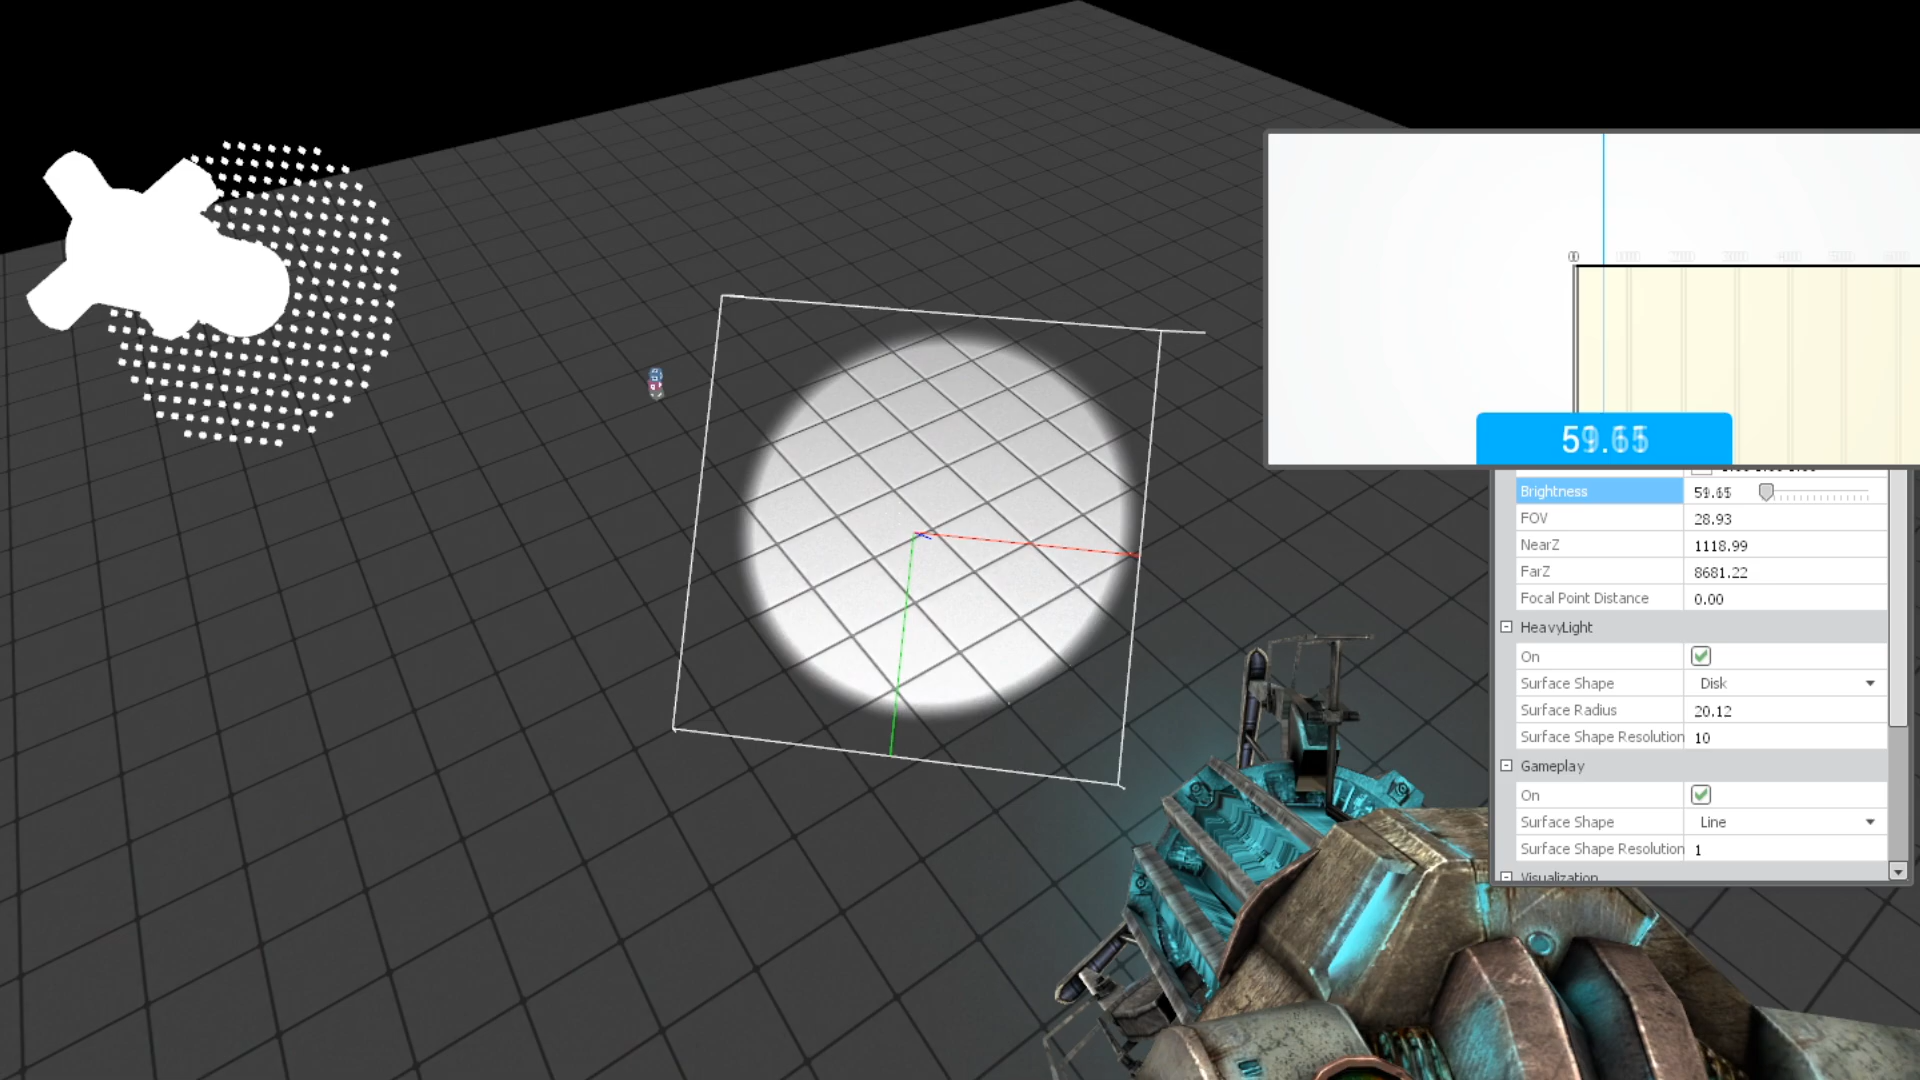 59.65
Brightness 59.65
FOV 28.93
NearZ 1118.99
FarZ 8681.22
Focal Point Distance 0.00
HeavyLight
On
Surface Shape Disk
Surface Radius 20.12
Surface Shape Resolution 10
Gameplay
On
Surface Shape Line
Surface Shape Resolution 1
Visualization